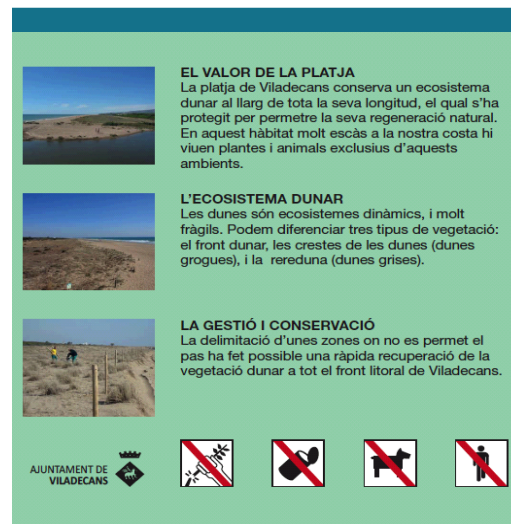 EL VALOR DE LA PLATJA
La platja de Viladecans conserva un ecosistema
dunar al llarg de tota la seva longitud, el qual s'ha
protegit per permetre la seva regeneració natural.
En aquest hàbitat molt escàs a la nostra costa hi
viuen plantes i animals exclusius d'aquests
ambients.
L'ECOSISTEMA DUNAR
Les dunes són ecosistemes dinàmics, i molt
fràgils. Podem diferenciar tres tipus de vegetació:
el front dunar, les crestes de les dunes (dunes
grogues), i la rereduna (dunes grises).
LA GESTIÓ I CONSERVACIÓ
La delimitació d'unes zones on no es permet el
pas ha fet possible una ràpida recuperació de la
vegetació dunar a tot el front litoral de Viladecans.
AJUNTAMENT DE
VILADECANS